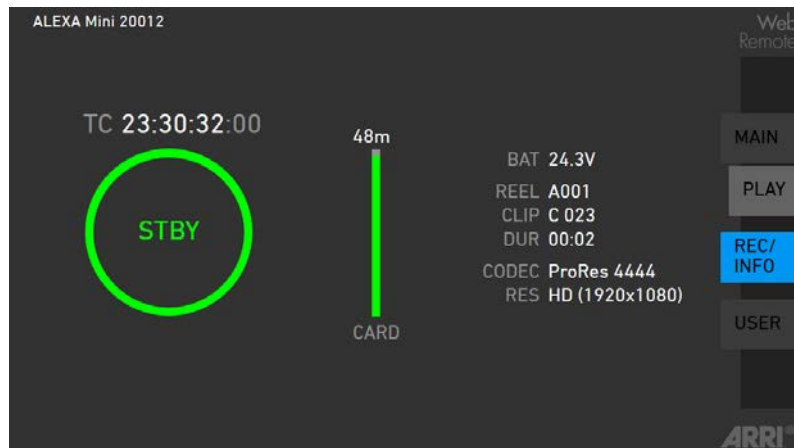 ALEXA Mini 20012
Web
Remote
TC 23:30:32:00
STBY
48m
CARD
BAT 24.3V
REEL A001
CLIP C 023
DUR 00:02
CODEC ProRes 4444
RES HD (1920x1080)
MAIN
PLAY
REC/
INFO
USER
ARRI®